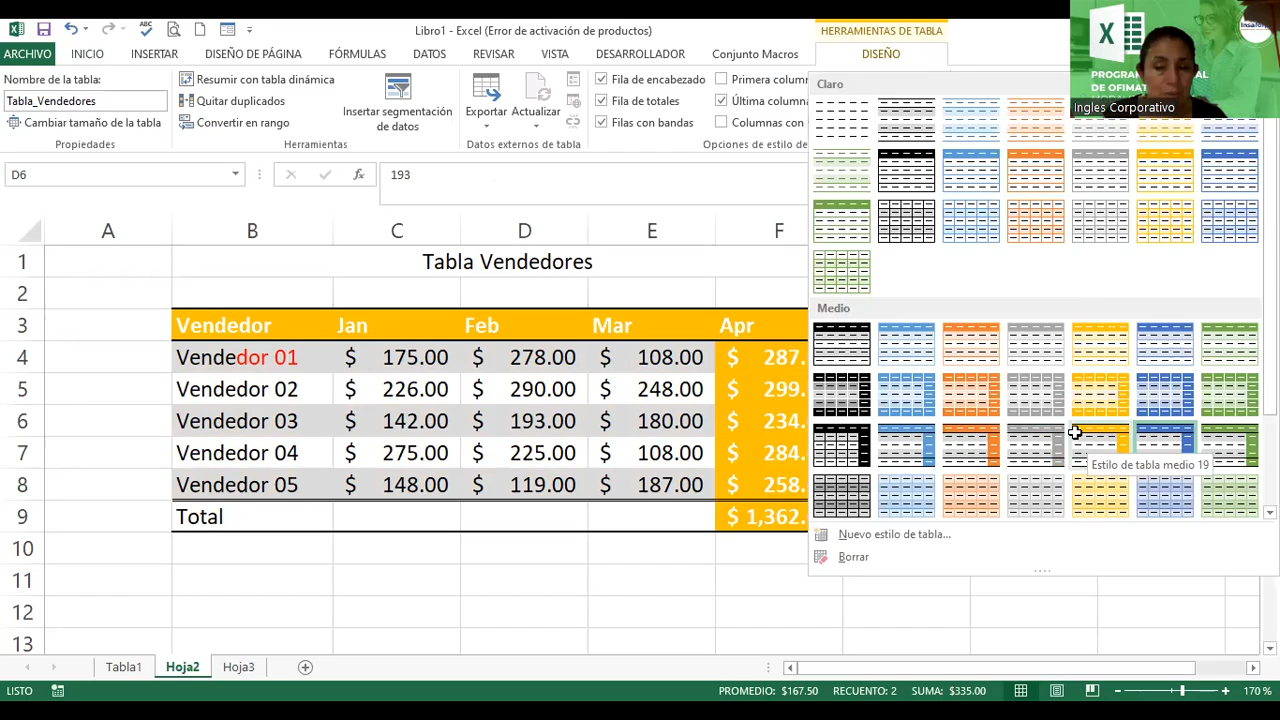 Libro1 - Excel (Error de activación de productos)
HERRAMIENTAS DE TABLA
ARCHIVO INICIO INSERTAR DISEÑO DE PÁGINA FÓRMULAS DATOS REVISAR VISTA DESARROLLADOR Conjunto Macros DISEÑO
Nombre de la tabla:
Tabla_Vendedores
Cambiar tamaño de la tabla
Propiedades
Resumir con tabla dinámica
Quitar duplicados
Insertar segmentación
de datos
Herramientas
Exportar Actualizar
Datos externos de tabla
Fila de encabezado
Fila de totales
Filas con bandas
Primera column
Última column
Columnas con
Opciones de estilo de
Ingles Corporativo
D6
193
Claro
Medio
Estilo de tabla medio 19
Nuevo estilo de tabla...
Borrar
A B C D E F
1 Tabla Vendedores
2
3 Vendedor Jan Feb Mar Apr
4 Vendedor 01 $ 175.00 $ 278.00 $ 108.00 $ 287.
5 Vendedor 02 $ 226.00 $ 290.00 $ 248.00 $ 299.
6 Vendedor 03 $ 142.00 $ 193.00 $ 180.00 $ 234.
7 Vendedor 04 $ 275.00 $ 225.00 $ 108.00 $ 284.
8 Vendedor 05 $ 148.00 $ 119.00 $ 187.00 $ 258.
9 Total $ 1,362.
10
11
12
13
Tabla1 Hoja2 Hoja3
LISTO PROMEDIO: $167.50 RECUENTO: 2 SUMA: $335.00 170 %